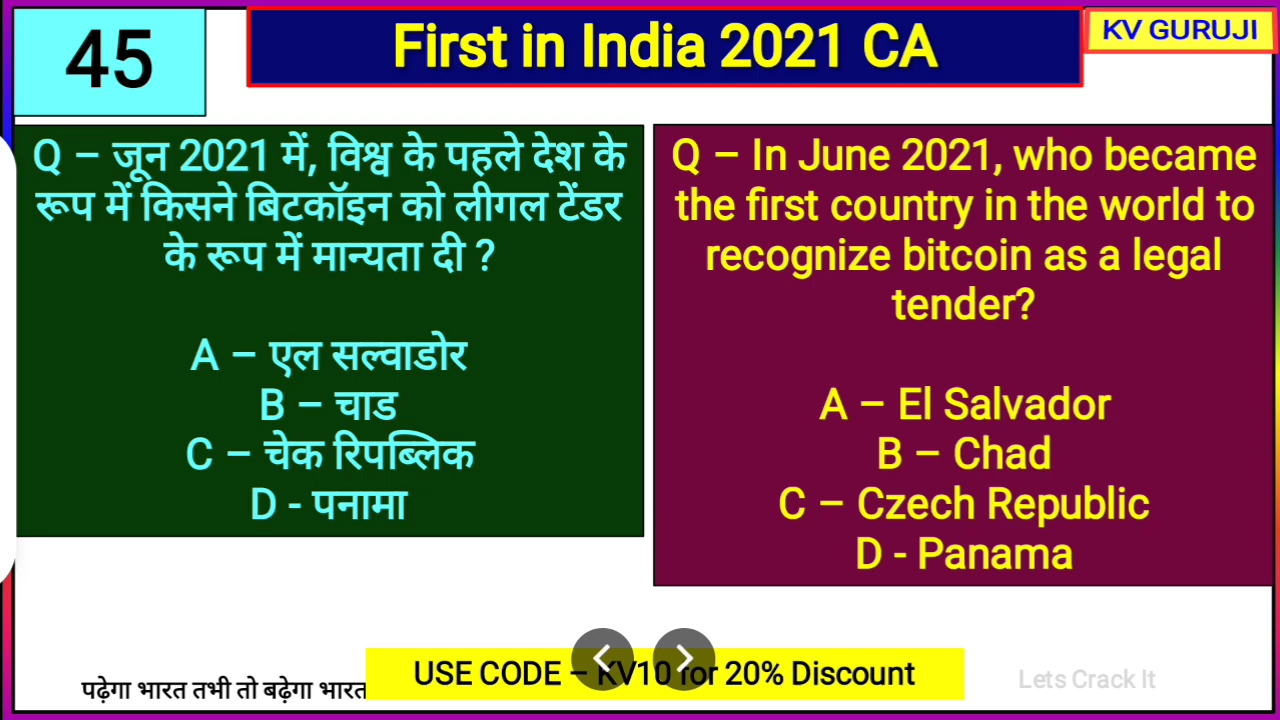 45
First in India 2021 CA
KV GURUJI
Q – जून 2021 में, विश्व के पहले देश के
रूप में किसने बिटकॉइन को लीगल टेंडर
के रूप में मान्यता दी ?
A – एल सल्वाडोर
B – चाड
C – चेक रिपब्लिक
D - पनामा
Q – In June 2021, who became
the first country in the world to
recognize bitcoin as a legal
tender?
A – El Salvador
B – Chad
C – Czech Republic
D - Panama
पढ़ेगा भारत तभी तो बढ़ेगा भारत
USE CODE – KV10 for 20% Discount
Lets Crack It